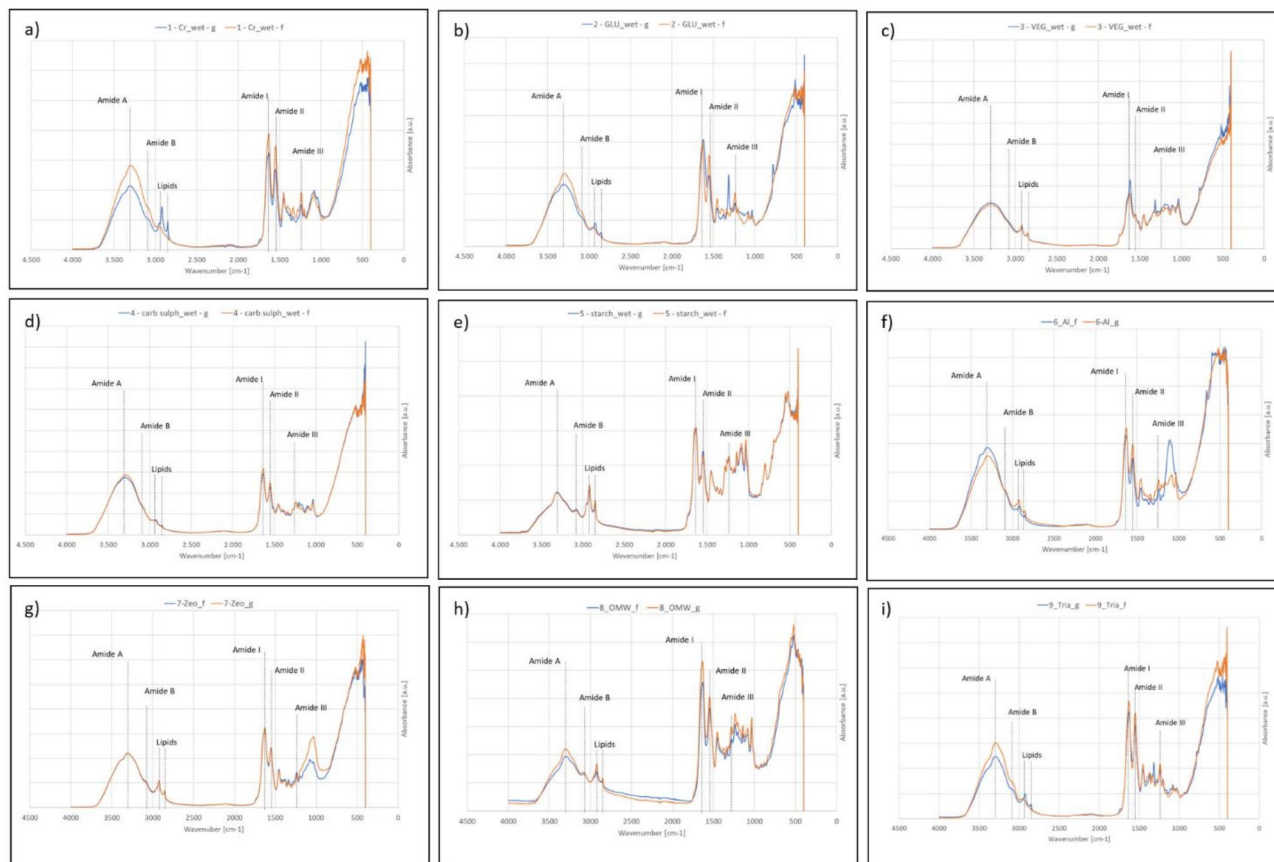 a)
1 - Cr_wet - g 1 - Cr_wet - f
Amide A
Amide B
Lipids
Amide I
Amide II
Amide III
Absorbance [a.u.]
4.500 4.000 3.500 3.000 2.500 2.000 1.500 1.000 500 0
Wavenumber [cm-1]
b)
2 - GLU_wet - g 2 - GLU_wet - f
Amide A
Amide B
Lipids
Amide I
Amide II
Amide III
Absorbance [a.u.]
4.500 4.000 3.500 3.000 2.500 2.000 1.500 1.000 500 0
Wavenumber [cm-1]
c)
3 - VEG_wet - g 3 - VEG_wet - f
Amide A
Amide B
Lipids
Amide I
Amide II
Amide III
Absorbance [a.u.]
4.500 4.000 3.500 3.000 2.500 2.000 1.500 1.000 500 0
Wavenumber [cm-1]
d)
4 - carb sulph_wet - g 4 - carb sulph_wet - f
Amide A
Amide B
Lipids
Amide I
Amide II
Amide III
Absorbance [a.u.]
4.500 4.000 3.500 3.000 2.500 2.000 1.500 1.000 500 0
Wavenumber [cm-1]
e)
5 - starch_wet - g 5 - starch_wet - f
Amide A
Amide B
Lipids
Amide I
Amide II
Amide III
Absorbance [a.u.]
4.500 4.000 3.500 3.000 2.500 2.000 1.500 1.000 500 0
Wavenumber [cm-1]
f)
6_Al_f 6-Al_g
Amide A
Amide B
Lipids
Amide I
Amide II
Amide III
Absorbance [a.u.]
4500 4000 3500 3000 2500 2000 1500 1000 500 0
Wavenumber [cm-1]
g)
7-Zeo_f 7-Zeo_g
Amide A
Amide B
Lipids
Amide I
Amide II
Amide III
Absorbance [a.u.]
4500 4000 3500 3000 2500 2000 1500 1000 500 0
Wavenumber [cm-1]
h)
8_OMW_f 8_OMW_g
Amide A
Amide B
Lipids
Amide I
Amide II
Amide III
Absorbance [a.u.]
4500 4000 3500 3000 2500 2000 1500 1000 500 0
Wavenumber [cm-1]
i)
9_Tria_g 9_Tria_f
Amide A
Amide B
Lipids
Amide I
Amide II
Amide III
Absorbance [a.u.]
4500 4000 3500 3000 2500 2000 1500 1000 500 0
Wavenumber [cm-1]